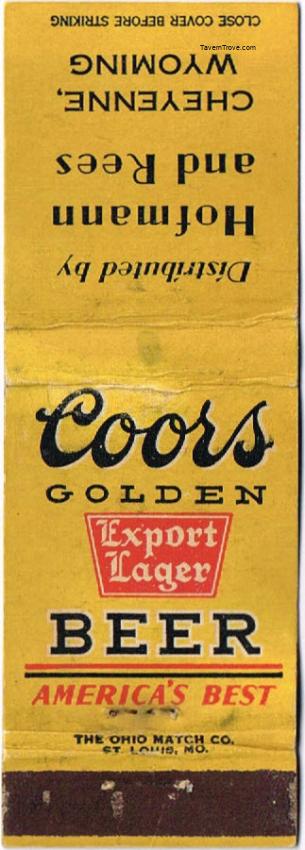 CLOSE COVER BEFORE STRIKING
TavernTrove.com
Distributed by
Hofmann
and Rees
CHEYENNE,
WYOMING
Coors
GOLDEN
Export
Lager
BEER
AMERICA'S BEST
THE OHIO MATCH CO.
ST. LOUIS, MO.